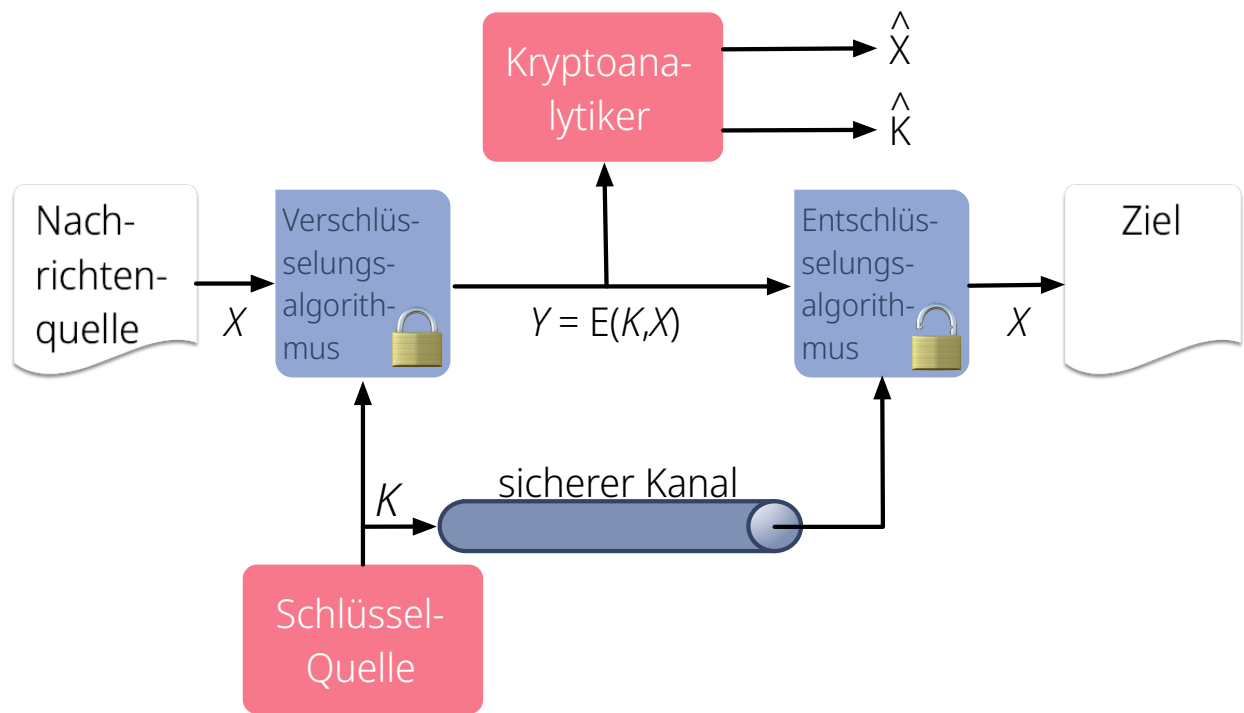 Kryptoana-
lytiker
X̂
K̂
Nach-
richten-
quelle
X
Verschlüs-
selungs-
algorith-
mus
Y = E(K,X)
Entschlüs-
selungs-
algorith-
mus
X
Ziel
K
sicherer Kanal
Schlüssel-
Quelle